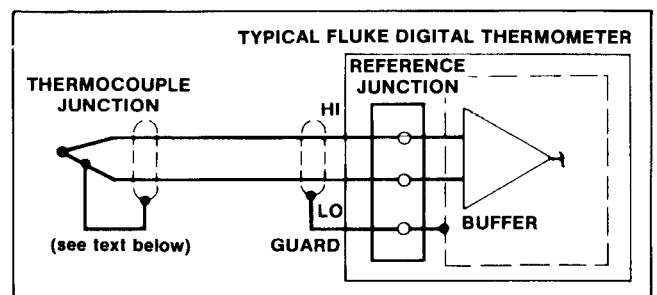 TYPICAL FLUKE DIGITAL THERMOMETER
REFERENCE
JUNCTION
THERMOCOUPLE
JUNCTION
HI
LO
GUARD
BUFFER
(see text below)